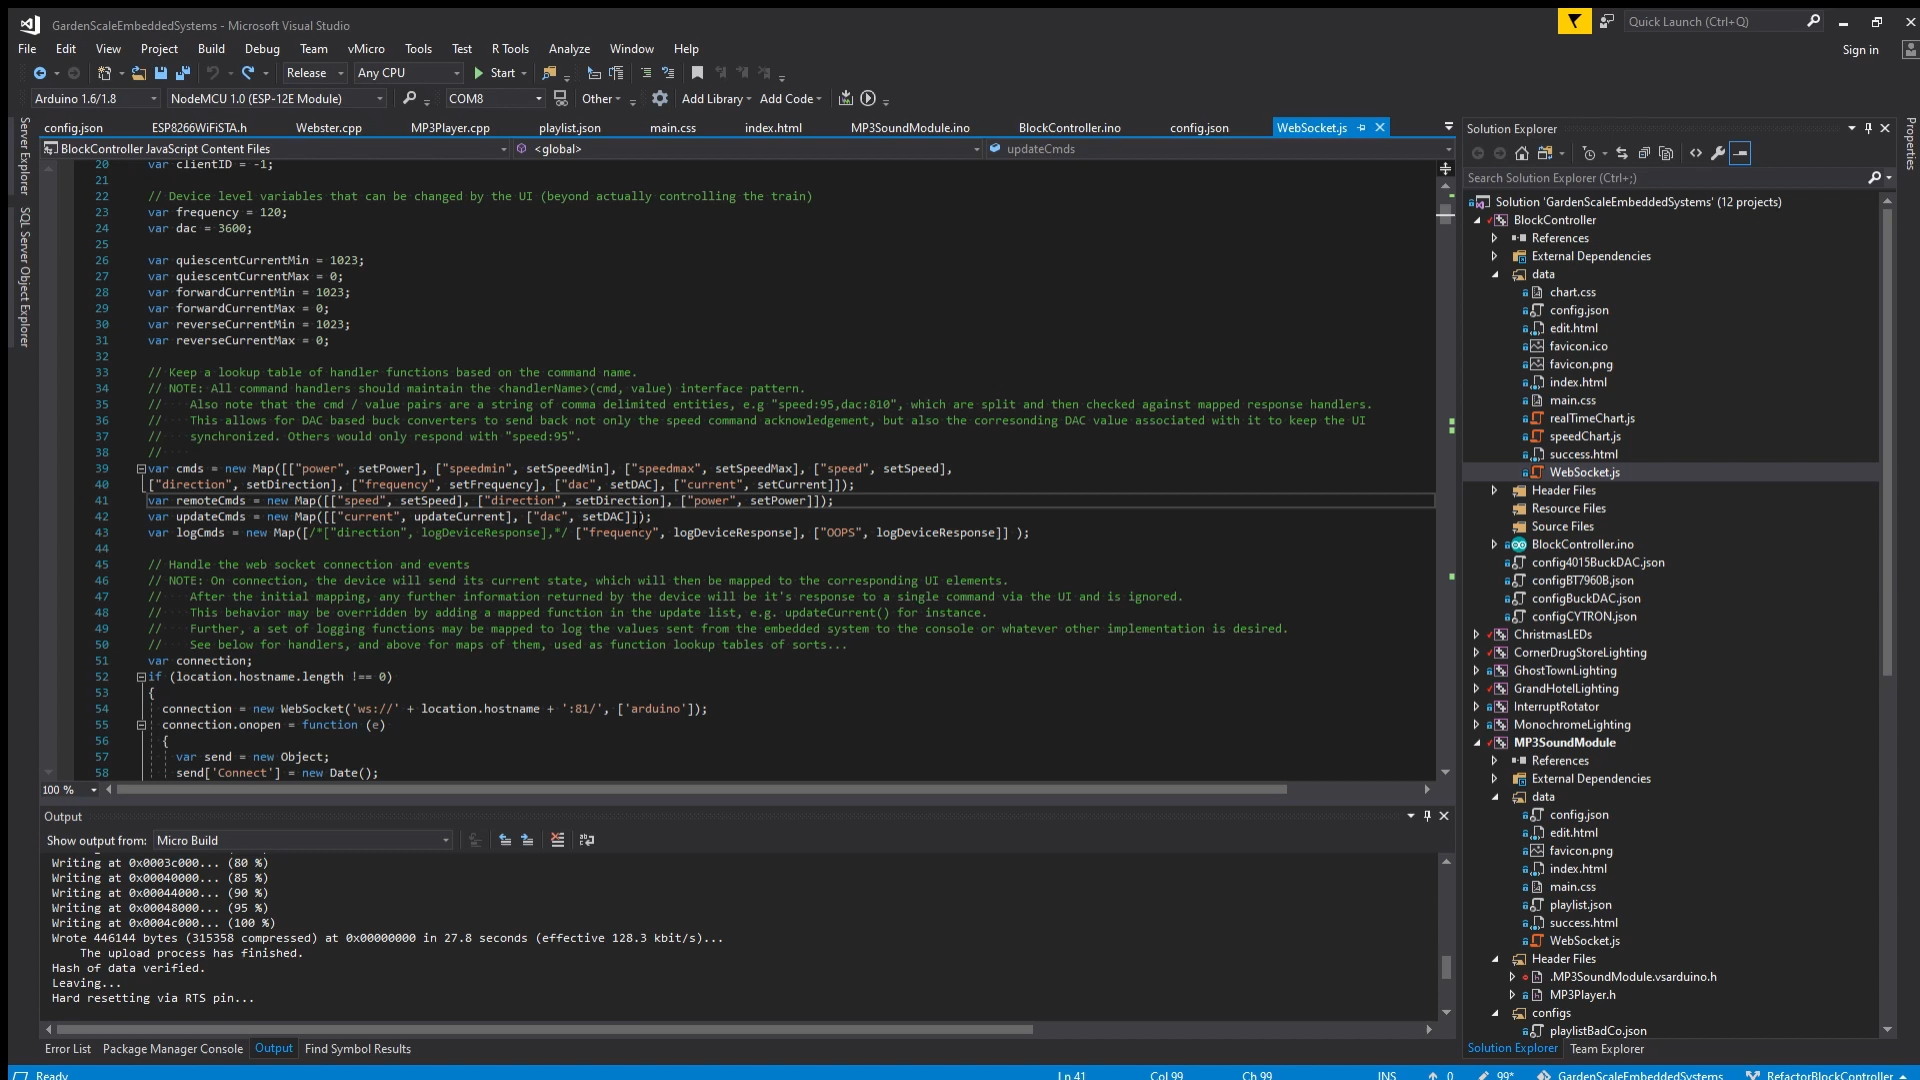 GardenScaleEmbeddedSystems - Microsoft Visual Studio
Quick Launch (Ctrl+Q)
File Edit View Project Build Debug Team vMicro Tools Test R Tools Analyze Window Help
Sign in
Release Any CPU Start
Arduino 1.6/1.8 NodeMCU 1.0 (ESP-12E Module) COM8 Other Add Library Add Code
Server Explorer
SQL Server Object Explorer
config.json ESP8266WiFiSTA.h Webster.cpp MP3Player.cpp playlist.json main.css index.html MP3SoundModule.ino BlockController.ino config.json WebSocket.js
BlockController JavaScript Content Files <global> updateCmds
20 var clientID = -1;
21
22 // Device level variables that can be changed by the UI (beyond actually controlling the train)
23 var frequency = 120;
24 var dac = 3600;
25
26 var quiescentCurrentMin = 1023;
27 var quiescentCurrentMax = 0;
28 var forwardCurrentMin = 1023;
29 var forwardCurrentMax = 0;
30 var reverseCurrentMin = 1023;
31 var reverseCurrentMax = 0;
32
33 // Keep a lookup table of handler functions based on the command name.
34 // NOTE: All command handlers should maintain the <handlerName>(cmd, value) interface pattern.
35 // Also note that the cmd / value pairs are a string of comma delimited entities, e.g "speed:95,dac:810", which are split and then checked against mapped response handlers.
36 // This allows for DAC based buck converters to send back not only the speed command acknowledgement, but also the corresonding DAC value associated with it to keep the UI
37 // synchronized. Others would only respond with "speed:95".
38 //
39 var cmds = new Map([["power", setPower], ["speedmin", setSpeedMin], ["speedmax", setSpeedMax], ["speed", setSpeed],
40 ["direction", setDirection], ["frequency", setFrequency], ["dac", setDAC], ["current", setCurrent]]);
41 var remoteCmds = new Map([["speed", setSpeed], ["direction", setDirection], ["power", setPower]]);
42 var updateCmds = new Map([["current", updateCurrent], ["dac", setDAC]]);
43 var logCmds = new Map([/*["direction", logDeviceResponse],*/ ["frequency", logDeviceResponse], ["OOPS", logDeviceResponse]] );
44
45 // Handle the web socket connection and events
46 // NOTE: On connection, the device will send its current state, which will then be mapped to the corresponding UI elements.
47 // After the initial mapping, any further information returned by the device will be it's response to a single command via the UI and is ignored.
48 // This behavior may be overridden by adding a mapped function in the update list, e.g. updateCurrent() for instance.
49 // Further, a set of logging functions may be mapped to log the values sent from the embedded system to the console or whatever other implementation is desired.
50 // See below for handlers, and above for maps of them, used as function lookup tables of sorts...
51 var connection;
52 if (location.hostname.length !== 0)
53 {
54 connection = new WebSocket('ws://' + location.hostname + ':81/', ['arduino']);
55 connection.onopen = function (e)
56 {
57 var send = new Object;
58 send['Connect'] = new Date();
100 %
Output
Show output from: Micro Build
Writing at 0x0003c000... (80 %)
Writing at 0x00040000... (85 %)
Writing at 0x00044000... (90 %)
Writing at 0x00048000... (95 %)
Writing at 0x0004c000... (100 %)
Wrote 446144 bytes (315358 compressed) at 0x00000000 in 27.8 seconds (effective 128.3 kbit/s)...
The upload process has finished.
Hash of data verified.
Leaving...
Hard resetting via RTS pin...
Error List Package Manager Console Output Find Symbol Results
Solution Explorer
Search Solution Explorer (Ctrl+;)
Solution 'GardenScaleEmbeddedSystems' (12 projects)
BlockController
References
External Dependencies
data
chart.css
config.json
edit.html
favicon.ico
favicon.png
index.html
main.css
realTimeChart.js
speedChart.js
success.html
WebSocket.js
Header Files
Resource Files
Source Files
BlockController.ino
config4015BuckDAC.json
configBT7960B.json
configBuckDAC.json
configCYTRON.json
ChristmasLEDs
CornerDrugStoreLighting
GhostTownLighting
GrandHotelLighting
InterruptRotator
MonochromeLighting
MP3SoundModule
References
External Dependencies
data
config.json
edit.html
favicon.png
index.html
main.css
playlist.json
success.html
WebSocket.js
Header Files
.MP3SoundModule.vsarduino.h
MP3Player.h
configs
playlistBadCo.json
Solution Explorer Team Explorer
Properties
Ready Ln 41 Col 99 Ch 99 INS 0 99* GardenScaleEmbeddedSystems RefactorBlockController